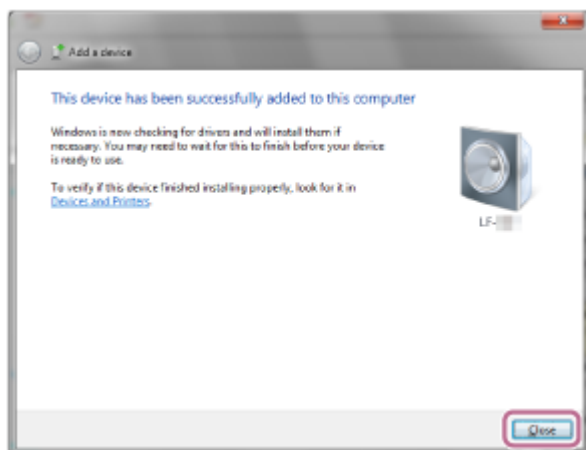 Add a device
This device has been successfully added to this computer
Windows is now checking for drivers and will install them if
necessary. You may need to wait for this to finish before your device
is ready to use.
To verify if this device finished installing properly, look for it in
Devices and Printers.
LF-
Close